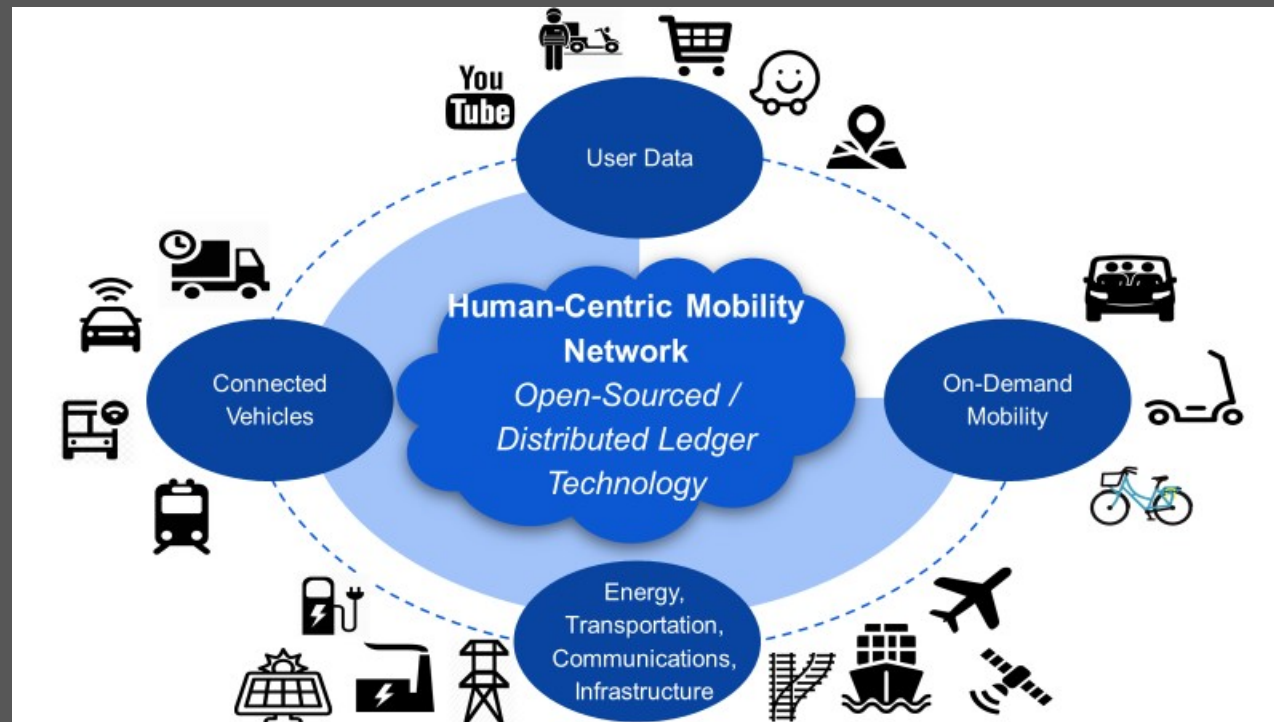 You
Tube
User Data
Human-Centric Mobility
Network
Open-Sourced /
Distributed Ledger
Technology
Connected
Vehicles
On-Demand
Mobility
Energy,
Transportation,
Communications,
Infrastructure